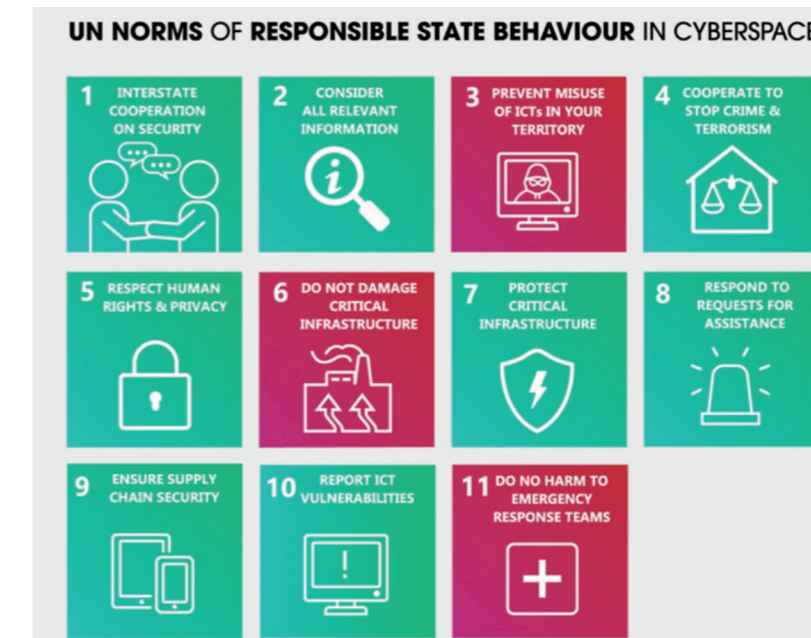 UN NORMS OF RESPONSIBLE STATE BEHAVIOUR IN CYBERSPACE
1 INTERSTATE
COOPERATION
ON SECURITY
2 CONSIDER
ALL RELEVANT
INFORMATION
i
3 PREVENT MISUSE
OF ICTs IN YOUR
TERRITORY
4 COOPERATE TO
STOP CRIME &
TERRORISM
5 RESPECT HUMAN
RIGHTS & PRIVACY
6 DO NOT DAMAGE
CRITICAL
INFRASTRUCTURE
7 PROTECT
CRITICAL
INFRASTRUCTURE
8 RESPOND TO
REQUESTS FOR
ASSISTANCE
9 ENSURE SUPPLY
CHAIN SECURITY
10 REPORT ICT
VULNERABILITIES
!
11 DO NO HARM TO
EMERGENCY
RESPONSE TEAMS